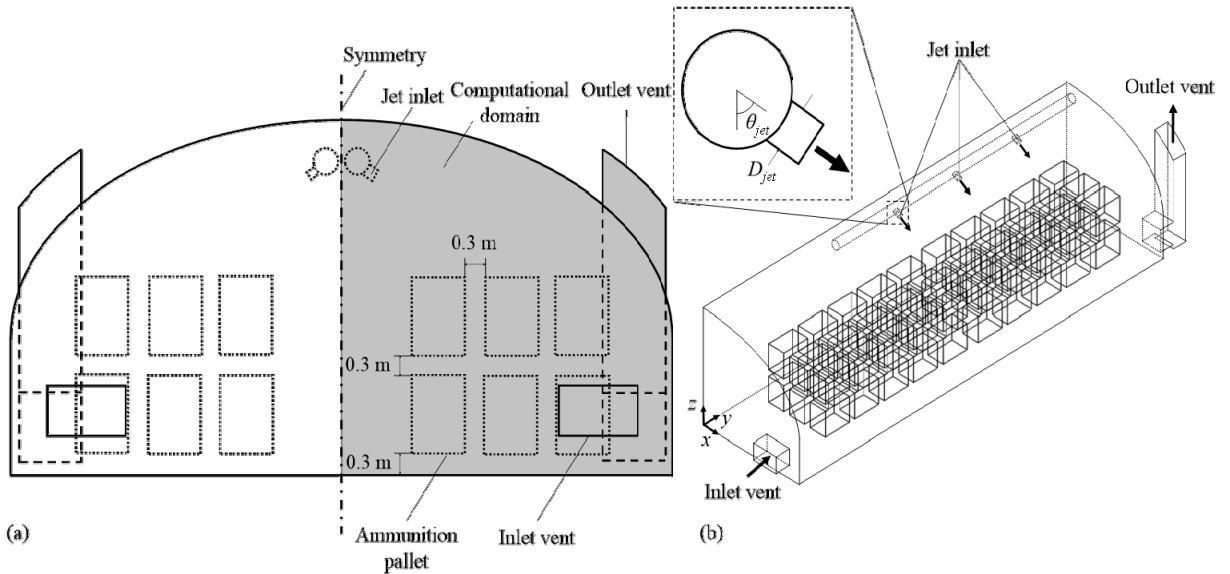 Symmetry
Jet inlet
Computational
domain
Outlet vent
0.3 m
0.3 m
0.3 m
Ammunition
pallet
Inlet vent
(a)
θjet
Djet
Jet inlet
Outlet vent
z
y
x
Inlet vent
(b)